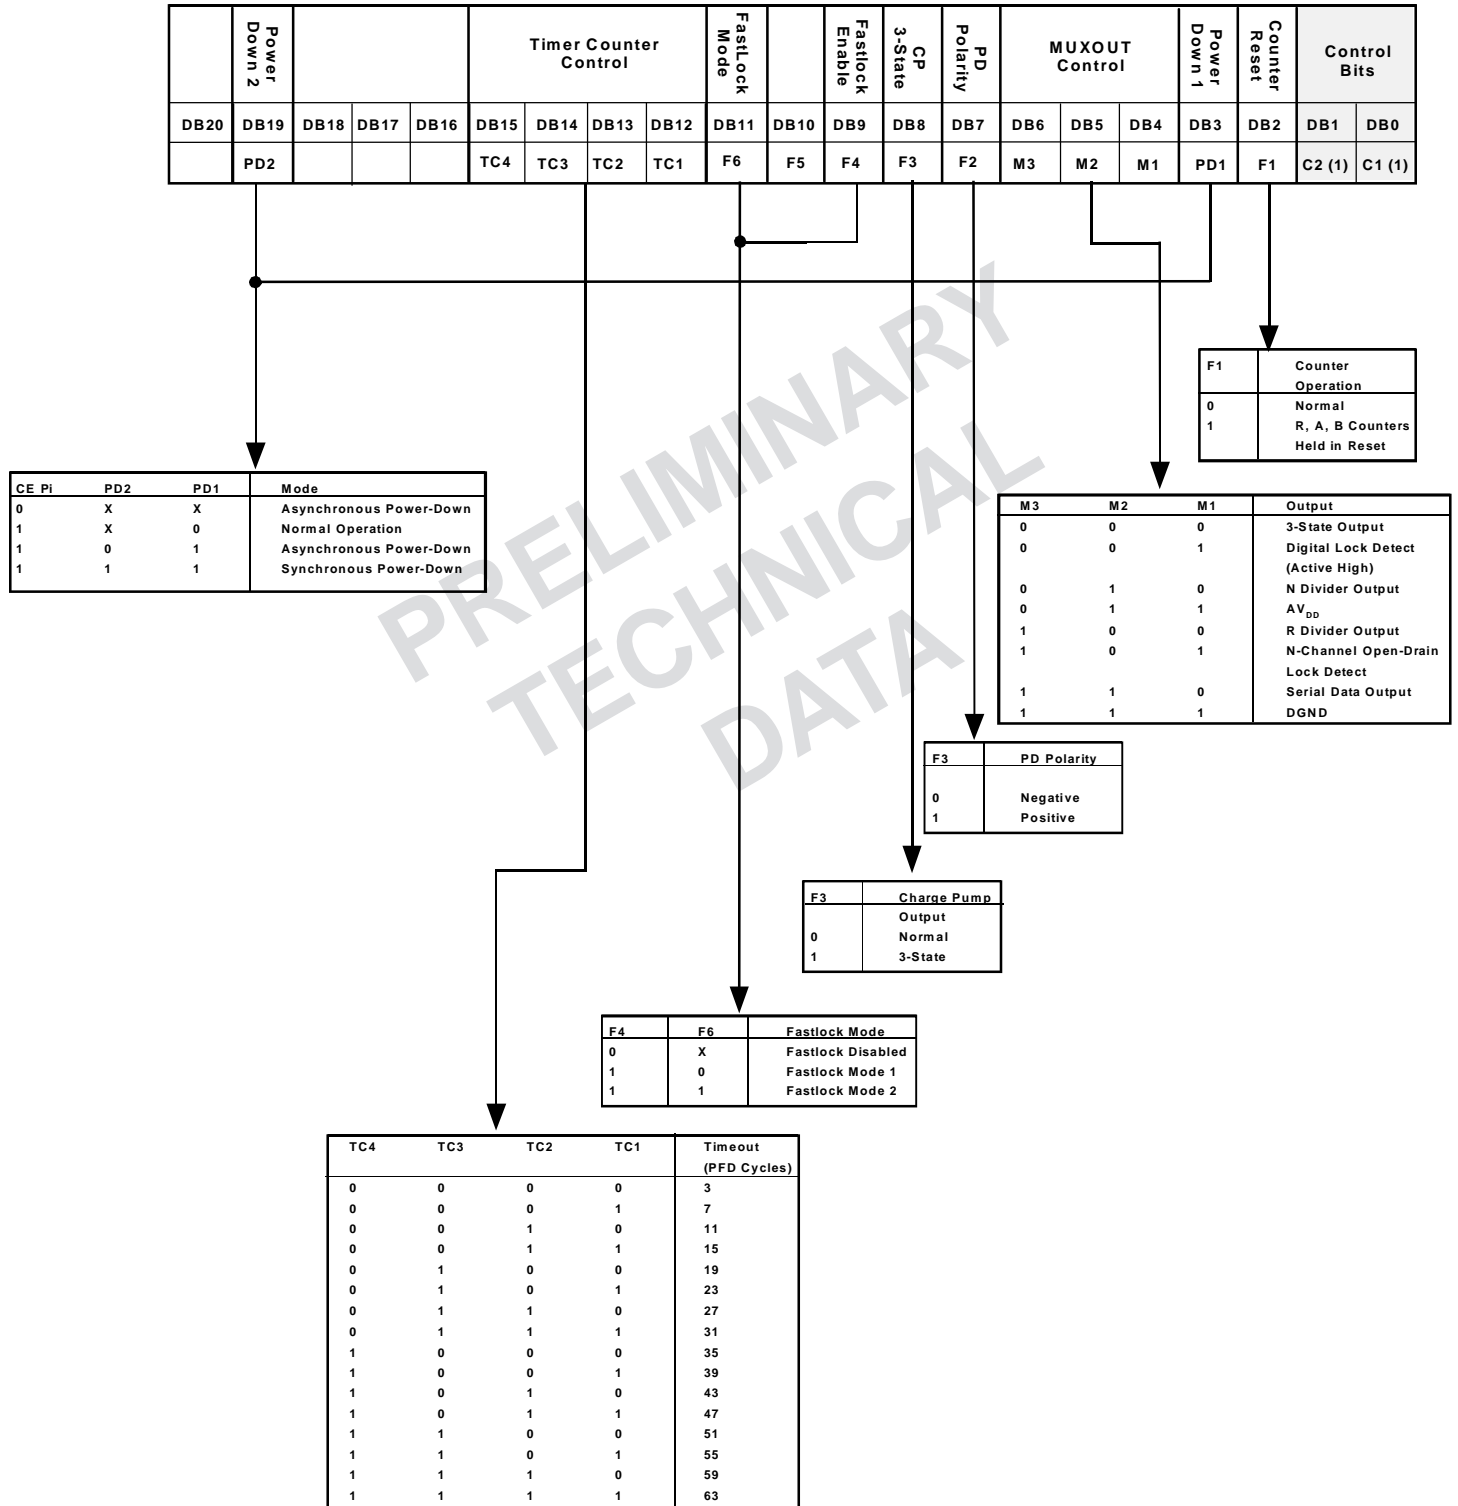 Power Down 2
Timer Counter
Control
FastLock Mode
Fastlock Enable
CP 3-State
PD Polarity
MUXOUT
Control
Power Down 1
Counter Reset
Control
Bits
DB20 DB19 DB18 DB17 DB16 DB15 DB14 DB13 DB12 DB11 DB10 DB9 DB8 DB7 DB6 DB5 DB4 DB3 DB2 DB1 DB0
PD2 TC4 TC3 TC2 TC1 F6 F5 F4 F3 F2 M3 M2 M1 PD1 F1 C2 (1) C1 (1)
PRELIMINARY
TECHNICAL
DATA
F1 Counter
Operation
0 Normal
1 R, A, B Counters
Held in Reset
CE Pi PD2 PD1 Mode
0 X X Asynchronous Power-Down
1 X 0 Normal Operation
1 0 1 Asynchronous Power-Down
1 1 1 Synchronous Power-Down
M3 M2 M1 Output
0 0 0 3-State Output
0 0 1 Digital Lock Detect
(Active High)
0 1 0 N Divider Output
0 1 1 AVDD
1 0 0 R Divider Output
1 0 1 N-Channel Open-Drain
Lock Detect
1 1 0 Serial Data Output
1 1 1 DGND
F3 PD Polarity
0 Negative
1 Positive
F3 Charge Pump
Output
0 Normal
1 3-State
F4 F6 Fastlock Mode
0 X Fastlock Disabled
1 0 Fastlock Mode 1
1 1 Fastlock Mode 2
TC4 TC3 TC2 TC1 Timeout
(PFD Cycles)
0 0 0 0 3
0 0 0 1 7
0 0 1 0 11
0 0 1 1 15
0 1 0 0 19
0 1 0 1 23
0 1 1 0 27
0 1 1 1 31
1 0 0 0 35
1 0 0 1 39
1 0 1 0 43
1 0 1 1 47
1 1 0 0 51
1 1 0 1 55
1 1 1 0 59
1 1 1 1 63